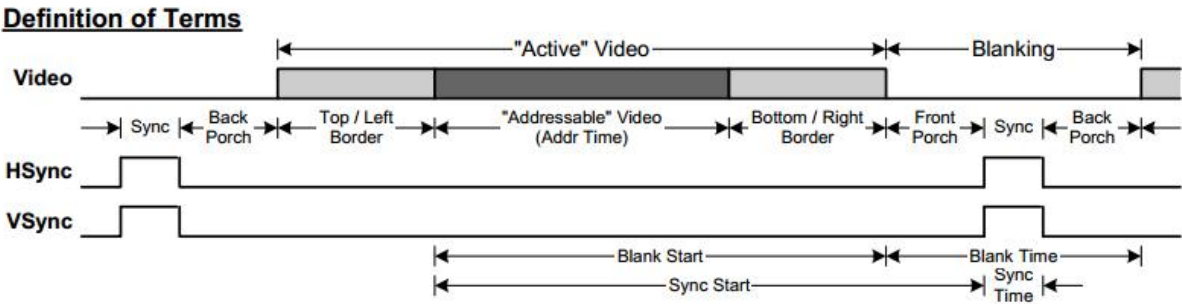 Definition of Terms
"Active" Video
Blanking
Video
Sync
Back
Porch
Top / Left
Border
"Addressable" Video
(Addr Time)
Bottom / Right
Border
Front
Porch
Sync
Back
Porch
HSync
VSync
Blank Start
Blank Time
Sync Start
Sync
Time